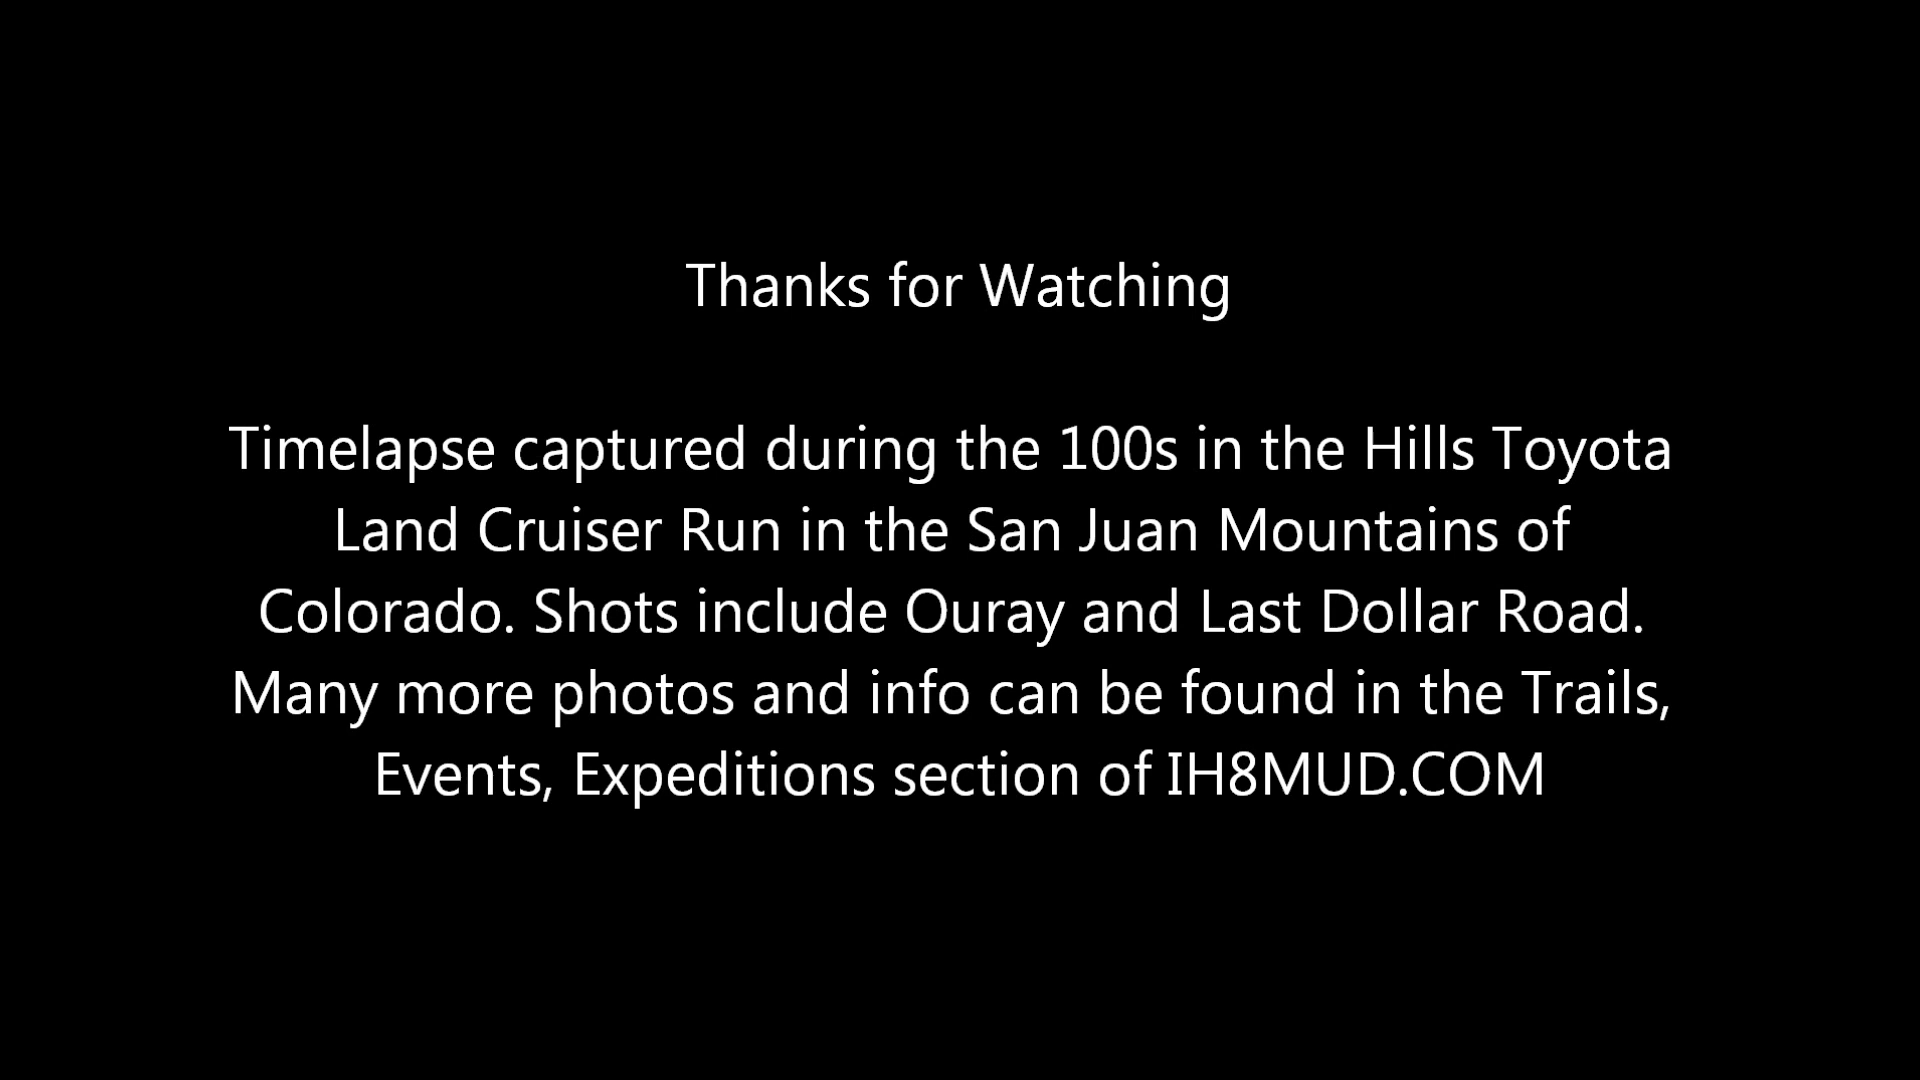 Thanks for Watching
Timelapse captured during the 100s in the Hills Toyota
Land Cruiser Run in the San Juan Mountains of
Colorado. Shots include Ouray and Last Dollar Road.
Many more photos and info can be found in the Trails,
Events, Expeditions section of IH8MUD.COM